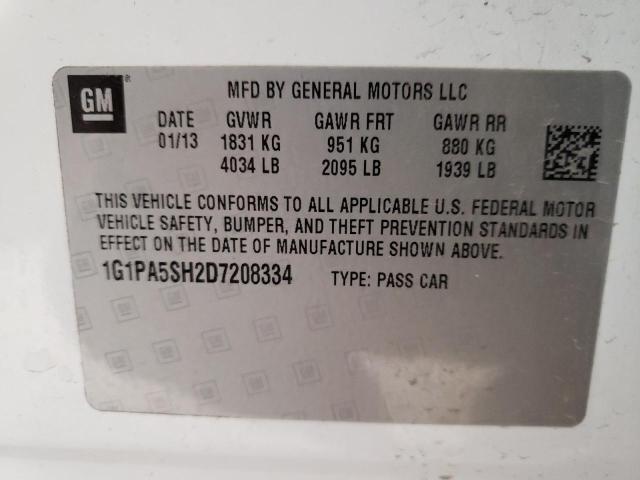 GM
MFD BY GENERAL MOTORS LLC
DATE GVWR GAWR FRT GAWR RR
01/13 1831 KG 951 KG 880 KG
4034 LB 2095 LB 1939 LB
THIS VEHICLE CONFORMS TO ALL APPLICABLE U.S. FEDERAL MOTOR
VEHICLE SAFETY, BUMPER, AND THEFT PREVENTION STANDARDS IN
EFFECT ON THE DATE OF MANUFACTURE SHOWN ABOVE.
1G1PA5SH2D7208334 TYPE: PASS CAR